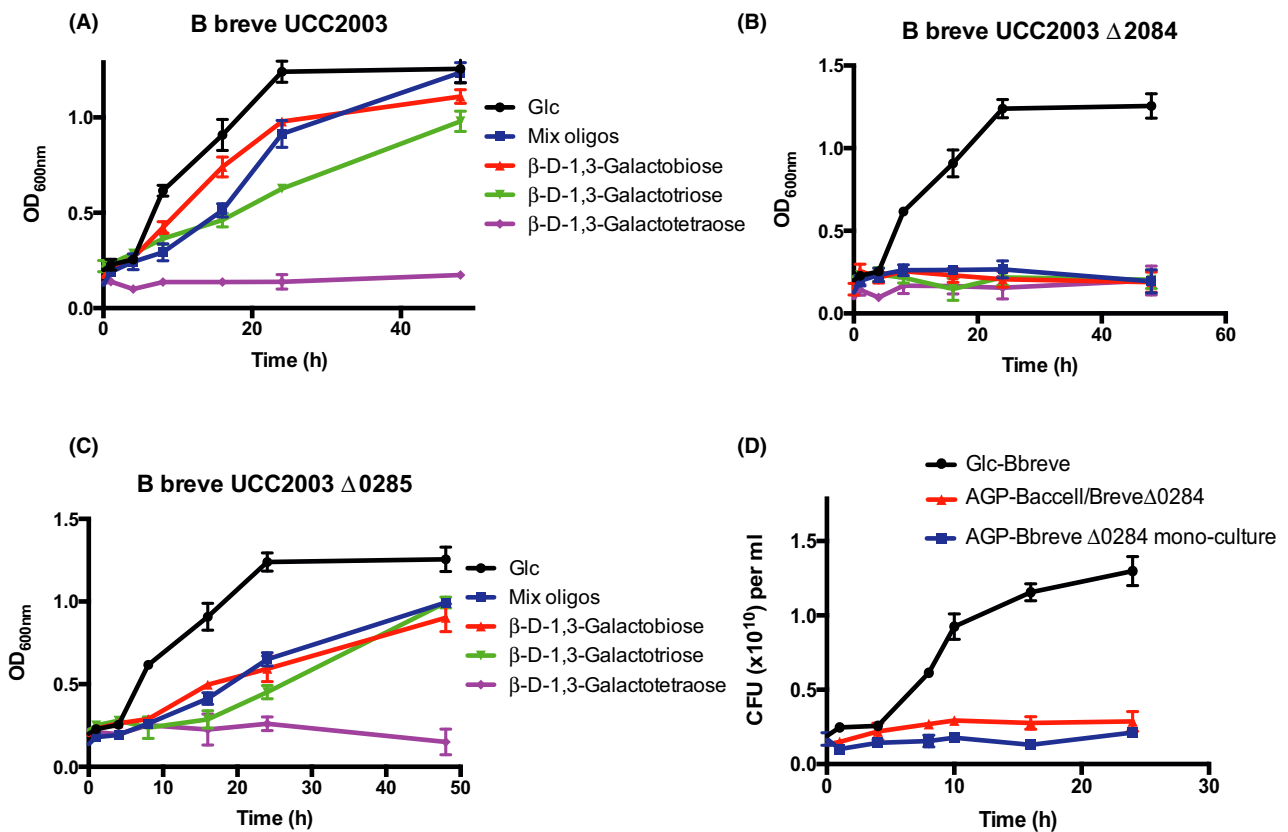 (A)
B breve UCC2003
OD600nm
1.0
0.5
0.0
0
20
40
Time (h)
Glc
Mix oligos
β-D-1,3-Galactobiose
β-D-1,3-Galactotriose
β-D-1,3-Galactotetraose
(B)
B breve UCC2003 Δ2084
OD600nm
1.5
1.0
0.5
0.0
0
20
40
60
Time (h)
(C)
B breve UCC2003 Δ0285
OD600nm
1.5
1.0
0.5
0.0
0
10
20
30
40
50
Time (h)
Glc
Mix oligos
β-D-1,3-Galactobiose
β-D-1,3-Galactotriose
β-D-1,3-Galactotetraose
(D)
Glc-Bbreve
AGP-Baccell/BreveΔ0284
AGP-Bbreve Δ0284 mono-culture
CFU (x10¹⁰) per ml
1.5
1.0
0.5
0.0
0
10
20
30
Time (h)